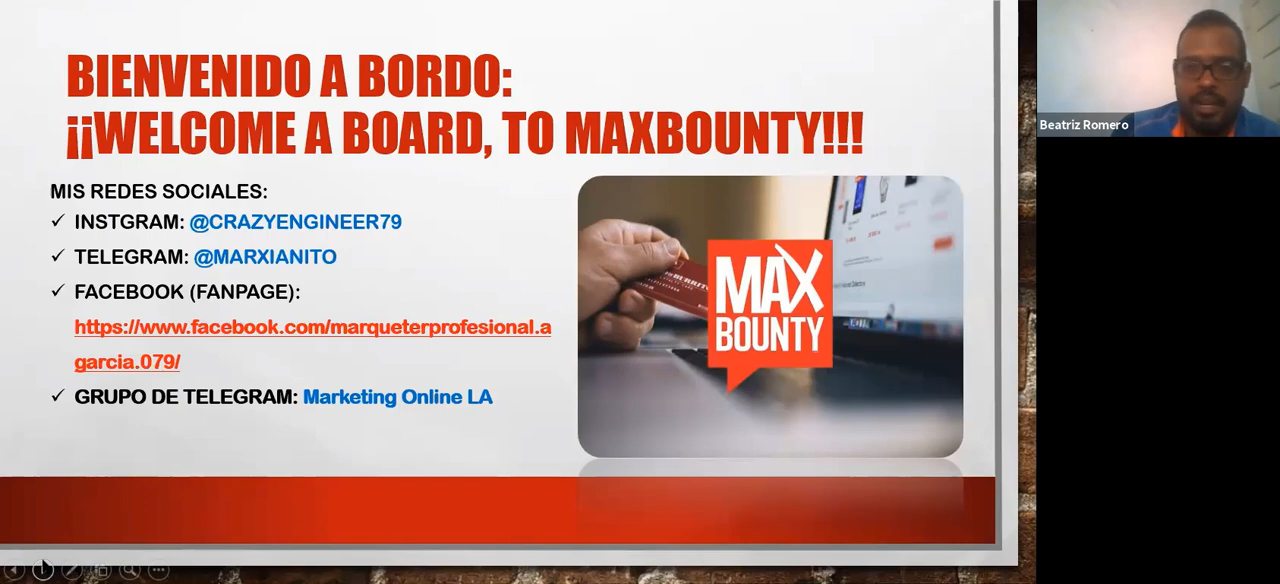 BIENVENIDO A BORDO:
¡¡WELCOME A BOARD, TO MAXBOUNTY!!!
MIS REDES SOCIALES:
✓ INSTGRAM: @CRAZYENGINEER79
✓ TELEGRAM: @MARXIANITO
✓ FACEBOOK (FANPAGE):
https://www.facebook.com/marqueterprofesional.a
garcia.079/
✓ GRUPO DE TELEGRAM: Marketing Online LA
MAX
BOUNTY
Beatriz Romero